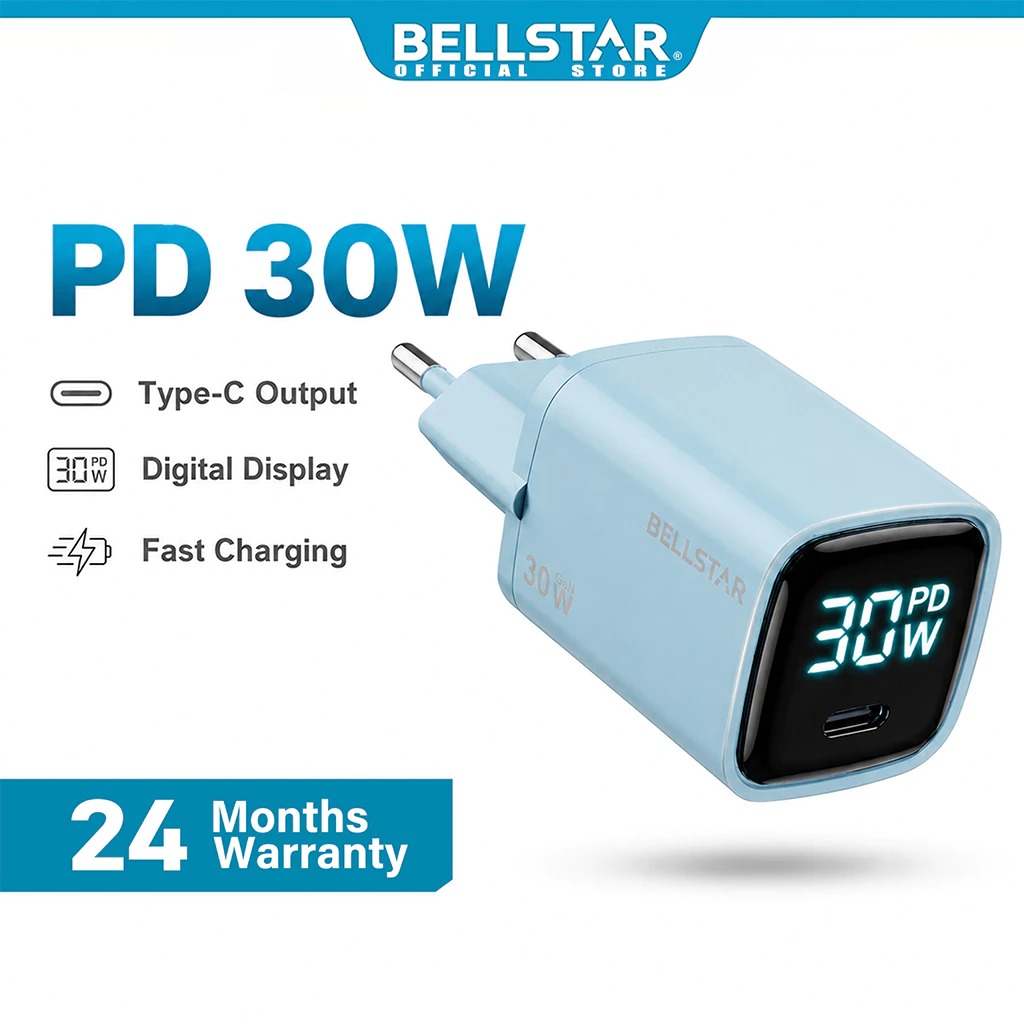 BELLSTAR®
OFFICIAL STORE
PD 30W
Type-C Output
30 PD W
Digital Display
Fast Charging
BELLSTAR
30W GaN
30 PD W
24 Months
Warranty